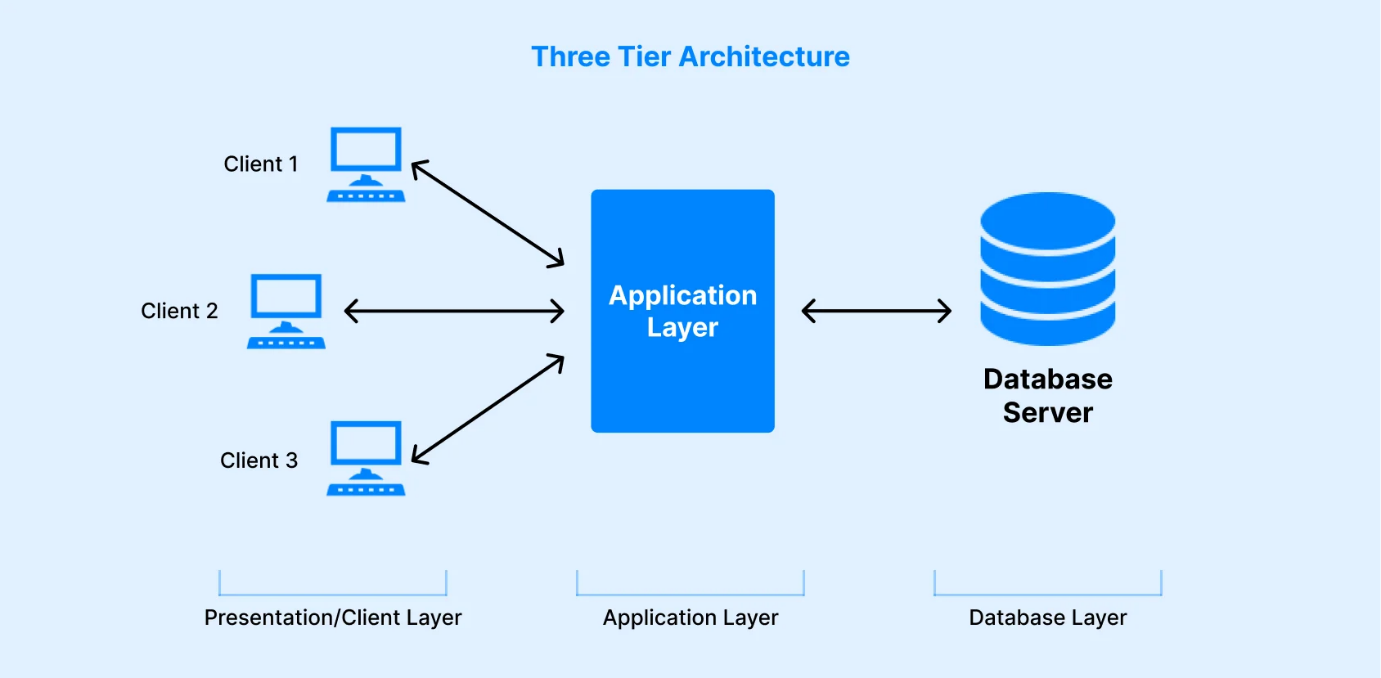 Three Tier Architecture
Client 1
Client 2
Client 3
Application
Layer
Database
Server
Presentation/Client Layer
Application Layer
Database Layer